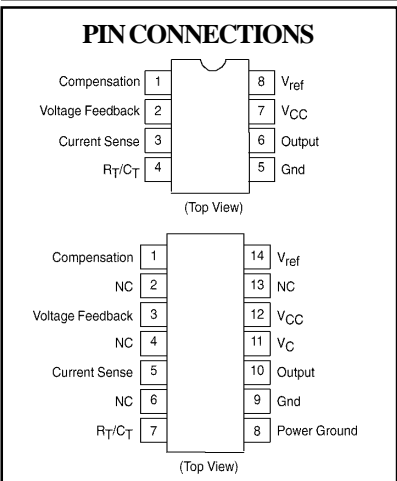 PIN CONNECTIONS
Compensation 1 8 Vref
Voltage Feedback 2 7 VCC
Current Sense 3 6 Output
RT/CT 4 5 Gnd
(Top View)
Compensation 1 14 Vref
NC 2 13 NC
Voltage Feedback 3 12 VCC
NC 4 11 VC
Current Sense 5 10 Output
NC 6 9 Gnd
RT/CT 7 8 Power Ground
(Top View)